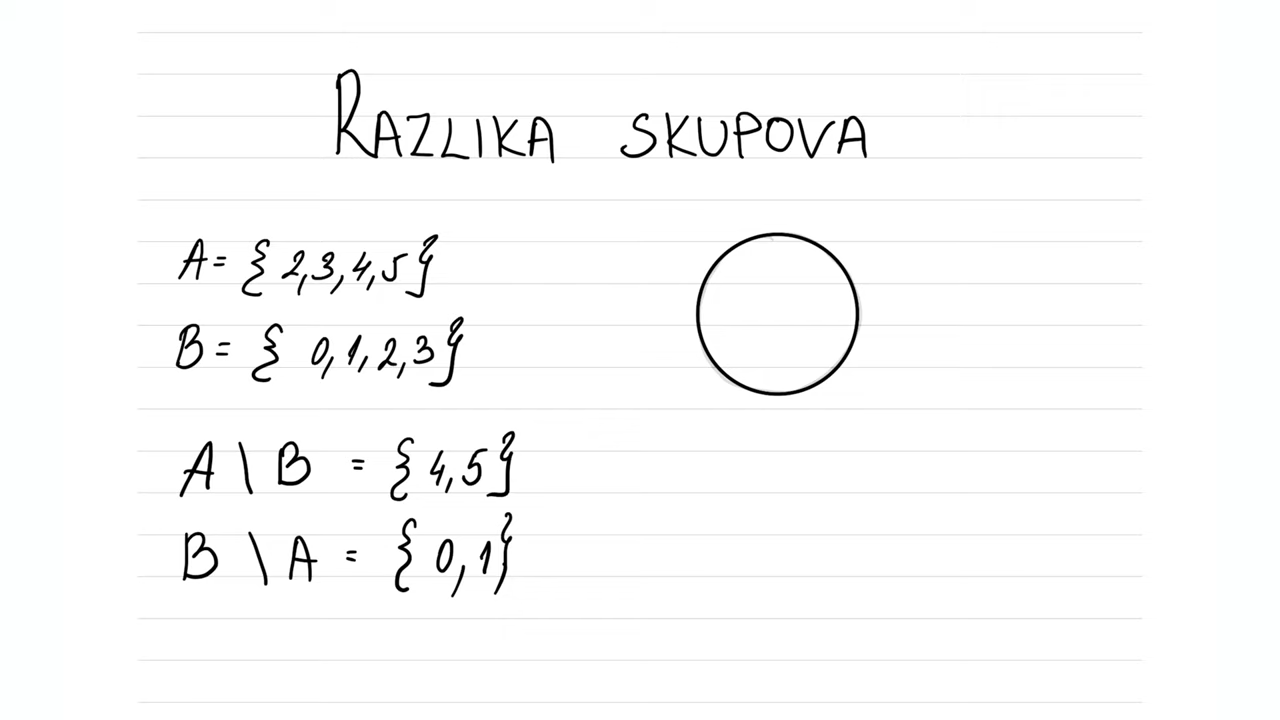 RAZLIKA SKUPOVA
A = { 2, 3, 4, 5 }
B = { 0, 1, 2, 3 }
A \ B = { 4, 5 }
B \ A = { 0, 1 }